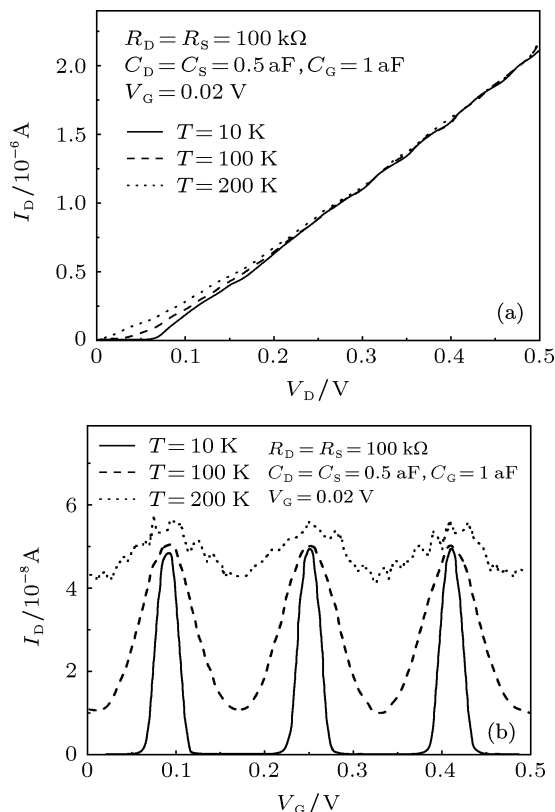 R_D = R_S = 100 kΩ
C_D = C_S = 0.5 aF, C_G = 1 aF
V_G = 0.02 V
T = 10 K
T = 100 K
T = 200 K
I_D/10^-6 A
2.0
1.5
1.0
0.5
0
(a)
0 0.1 0.2 0.3 0.4 0.5
V_D/V
T = 10 K
T = 100 K
T = 200 K
R_D = R_S = 100 kΩ
C_D = C_S = 0.5 aF, C_G = 1 aF
V_G = 0.02 V
I_D/10^-8 A
6
4
2
0
(b)
0 0.1 0.2 0.3 0.4 0.5
V_G/V